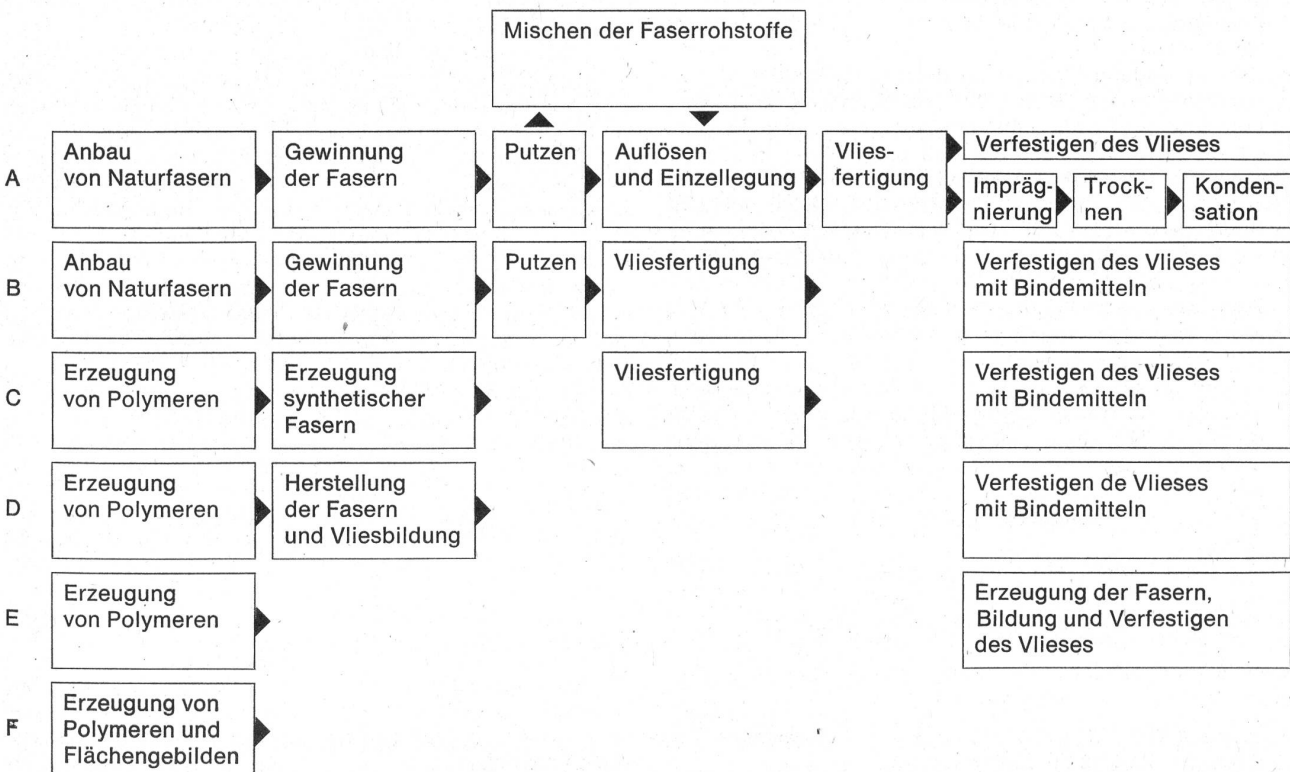 Mischen der Faserrohstoffe
A
Anbau
von Naturfasern
Gewinnung
der Fasern
Putzen
Auflösen
und Einzellegung
Vlies-
fertigung
Verfestigen des Vlieses
Impräg-
nierung
Trock-
nen
Konden-
sation
B
Anbau
von Naturfasern
Gewinnung
der Fasern
Putzen
Vliesfertigung
Verfestigen des Vlieses
mit Bindemitteln
C
Erzeugung
von Polymeren
Erzeugung
synthetischer
Fasern
Vliesfertigung
Verfestigen des Vlieses
mit Bindemitteln
D
Erzeugung
von Polymeren
Herstellung
der Fasern
und Vliesbildung
Verfestigen de Vlieses
mit Bindemitteln
E
Erzeugung
von Polymeren
Erzeugung der Fasern,
Bildung und Verfestigen
des Vlieses
F
Erzeugung von
Polymeren und
Flächengebilden